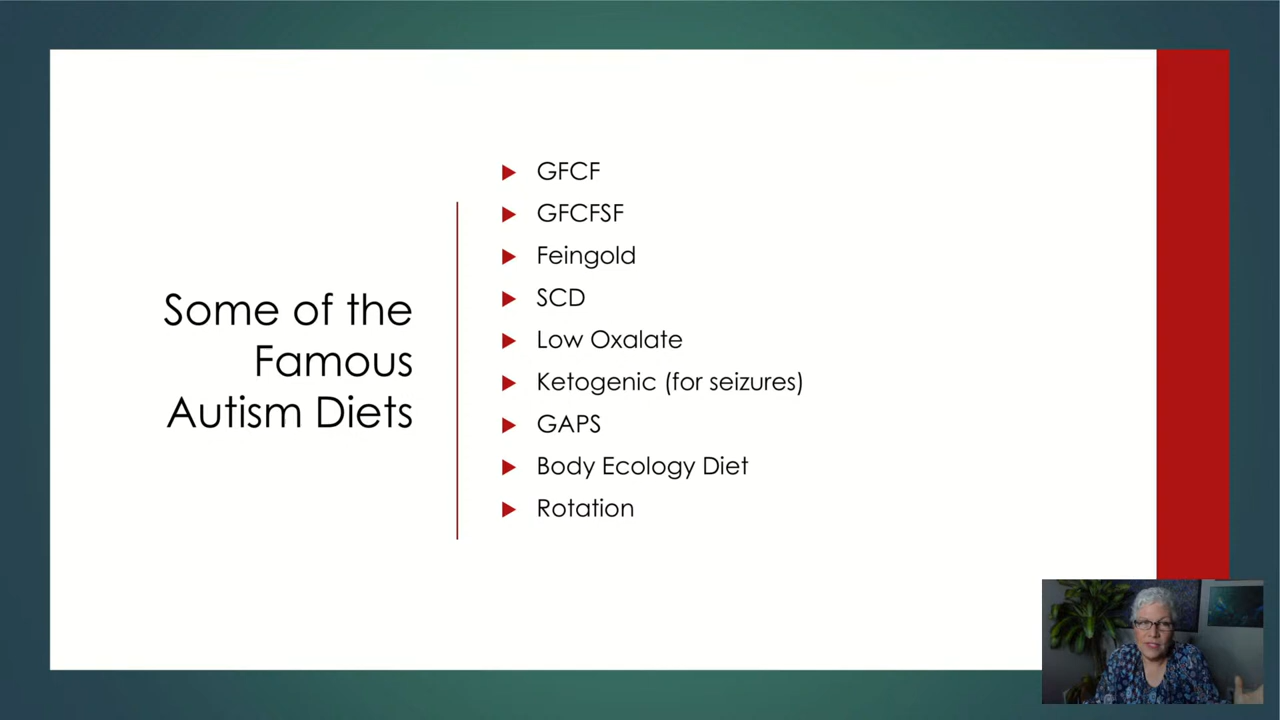 Some of the
Famous
Autism Diets
GFCF
GFCFSF
Feingold
SCD
Low Oxalate
Ketogenic (for seizures)
GAPS
Body Ecology Diet
Rotation